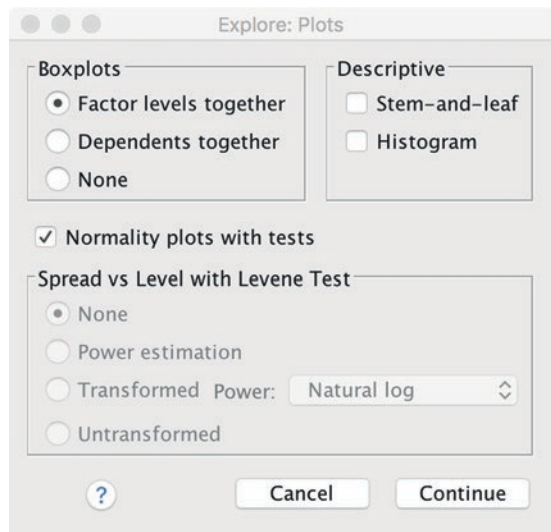 Explore: Plots
Boxplots
Factor levels together
Dependents together
None
Descriptive
Stem-and-leaf
Histogram
Normality plots with tests
Spread vs Level with Levene Test
None
Power estimation
Transformed Power: Natural log
Untransformed
? Cancel Continue